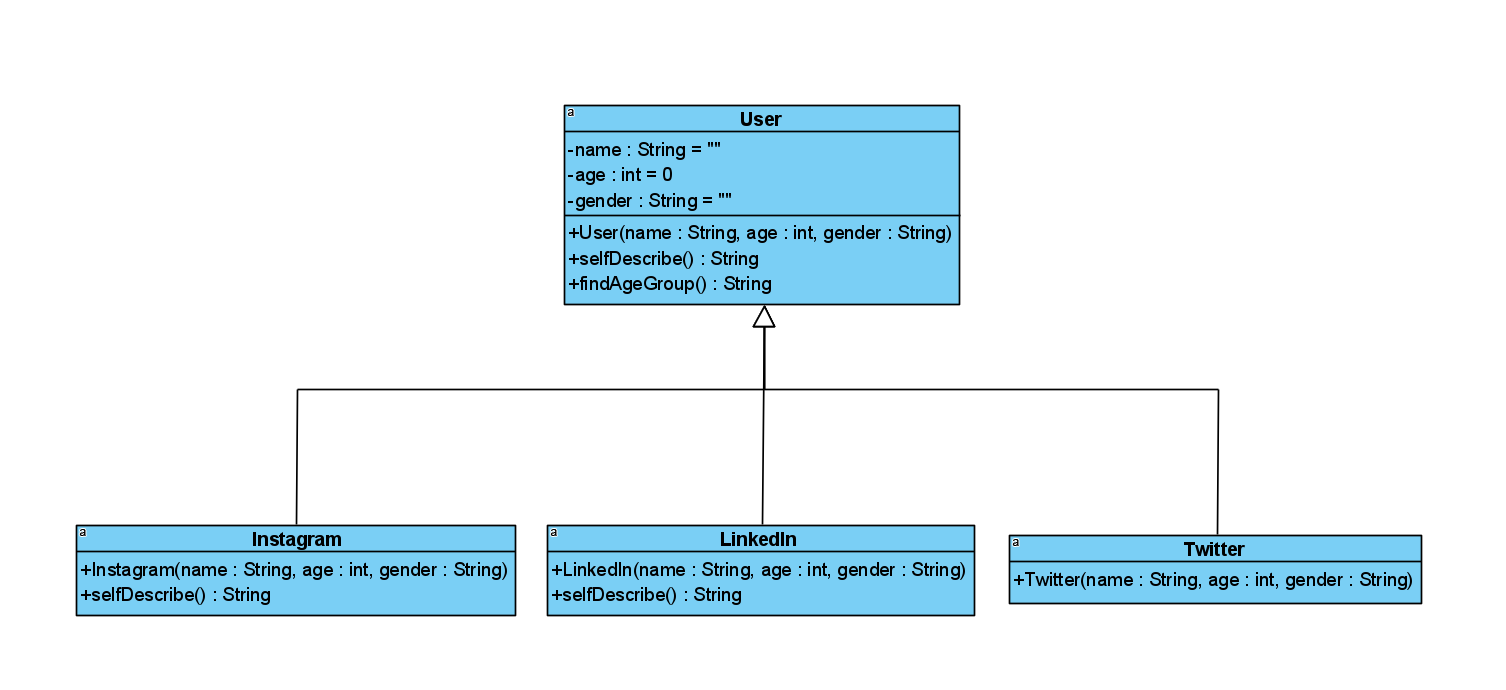 a
User
-name : String = ""
-age : int = 0
-gender : String = ""
+User(name : String, age : int, gender : String)
+selfDescribe() : String
+findAgeGroup() : String
a
Instagram
+Instagram(name : String, age : int, gender : String)
+selfDescribe() : String
a
LinkedIn
+LinkedIn(name : String, age : int, gender : String)
+selfDescribe() : String
a
Twitter
+Twitter(name : String, age : int, gender : String)